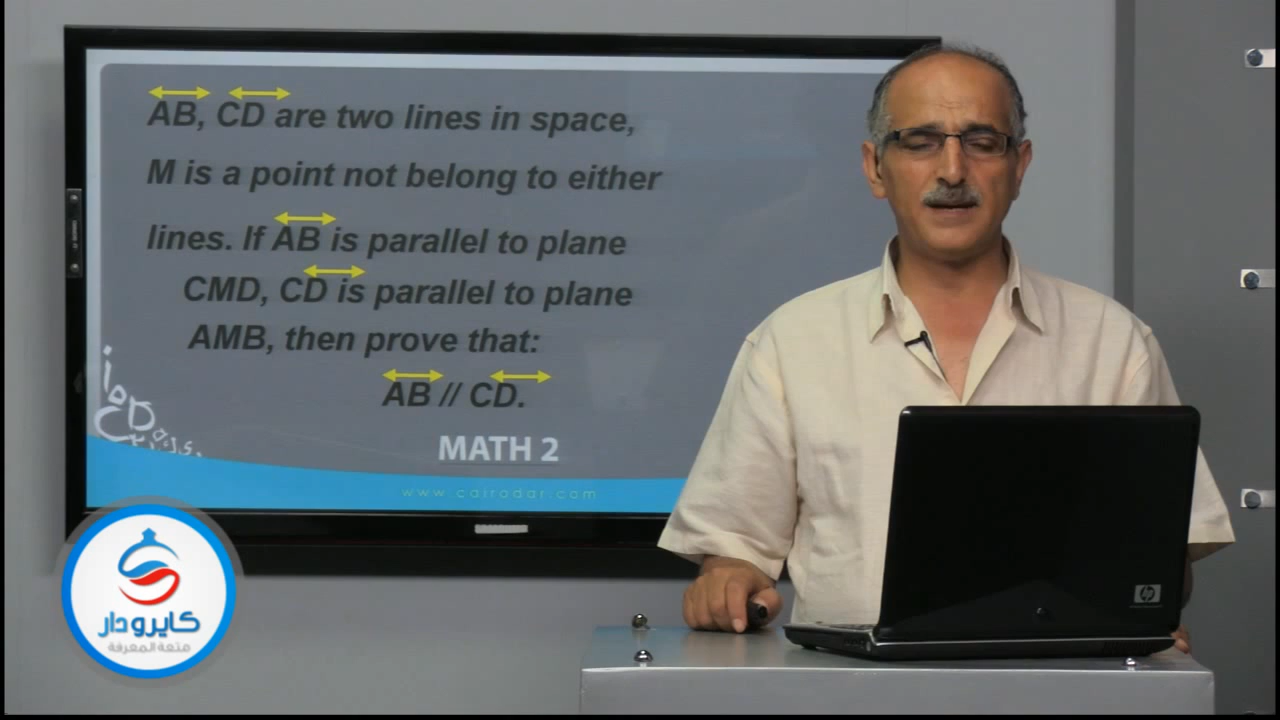 AB, CD are two lines in space,
M is a point not belong to either
lines. If AB is parallel to plane
CMD, CD is parallel to plane
AMB, then prove that:
AB // CD.
MATH 2
www.cairodar.com
كايرودار
متعة المعرفة
hp